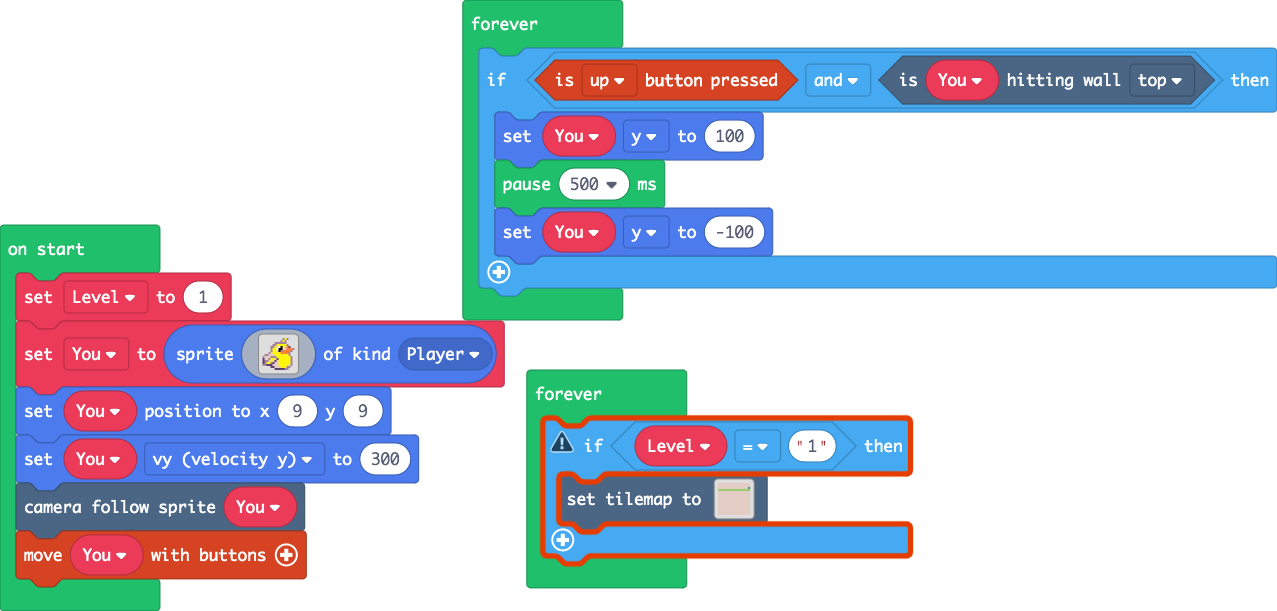 forever
if is up button pressed and is You hitting wall top then
set You y to 100
pause 500 ms
set You y to -100
on start
set Level to 1
set You to sprite of kind Player
set You position to x 9 y 9
set You vy (velocity y) to 300
camera follow sprite You
move You with buttons
forever
if Level = "1" then
set tilemap to